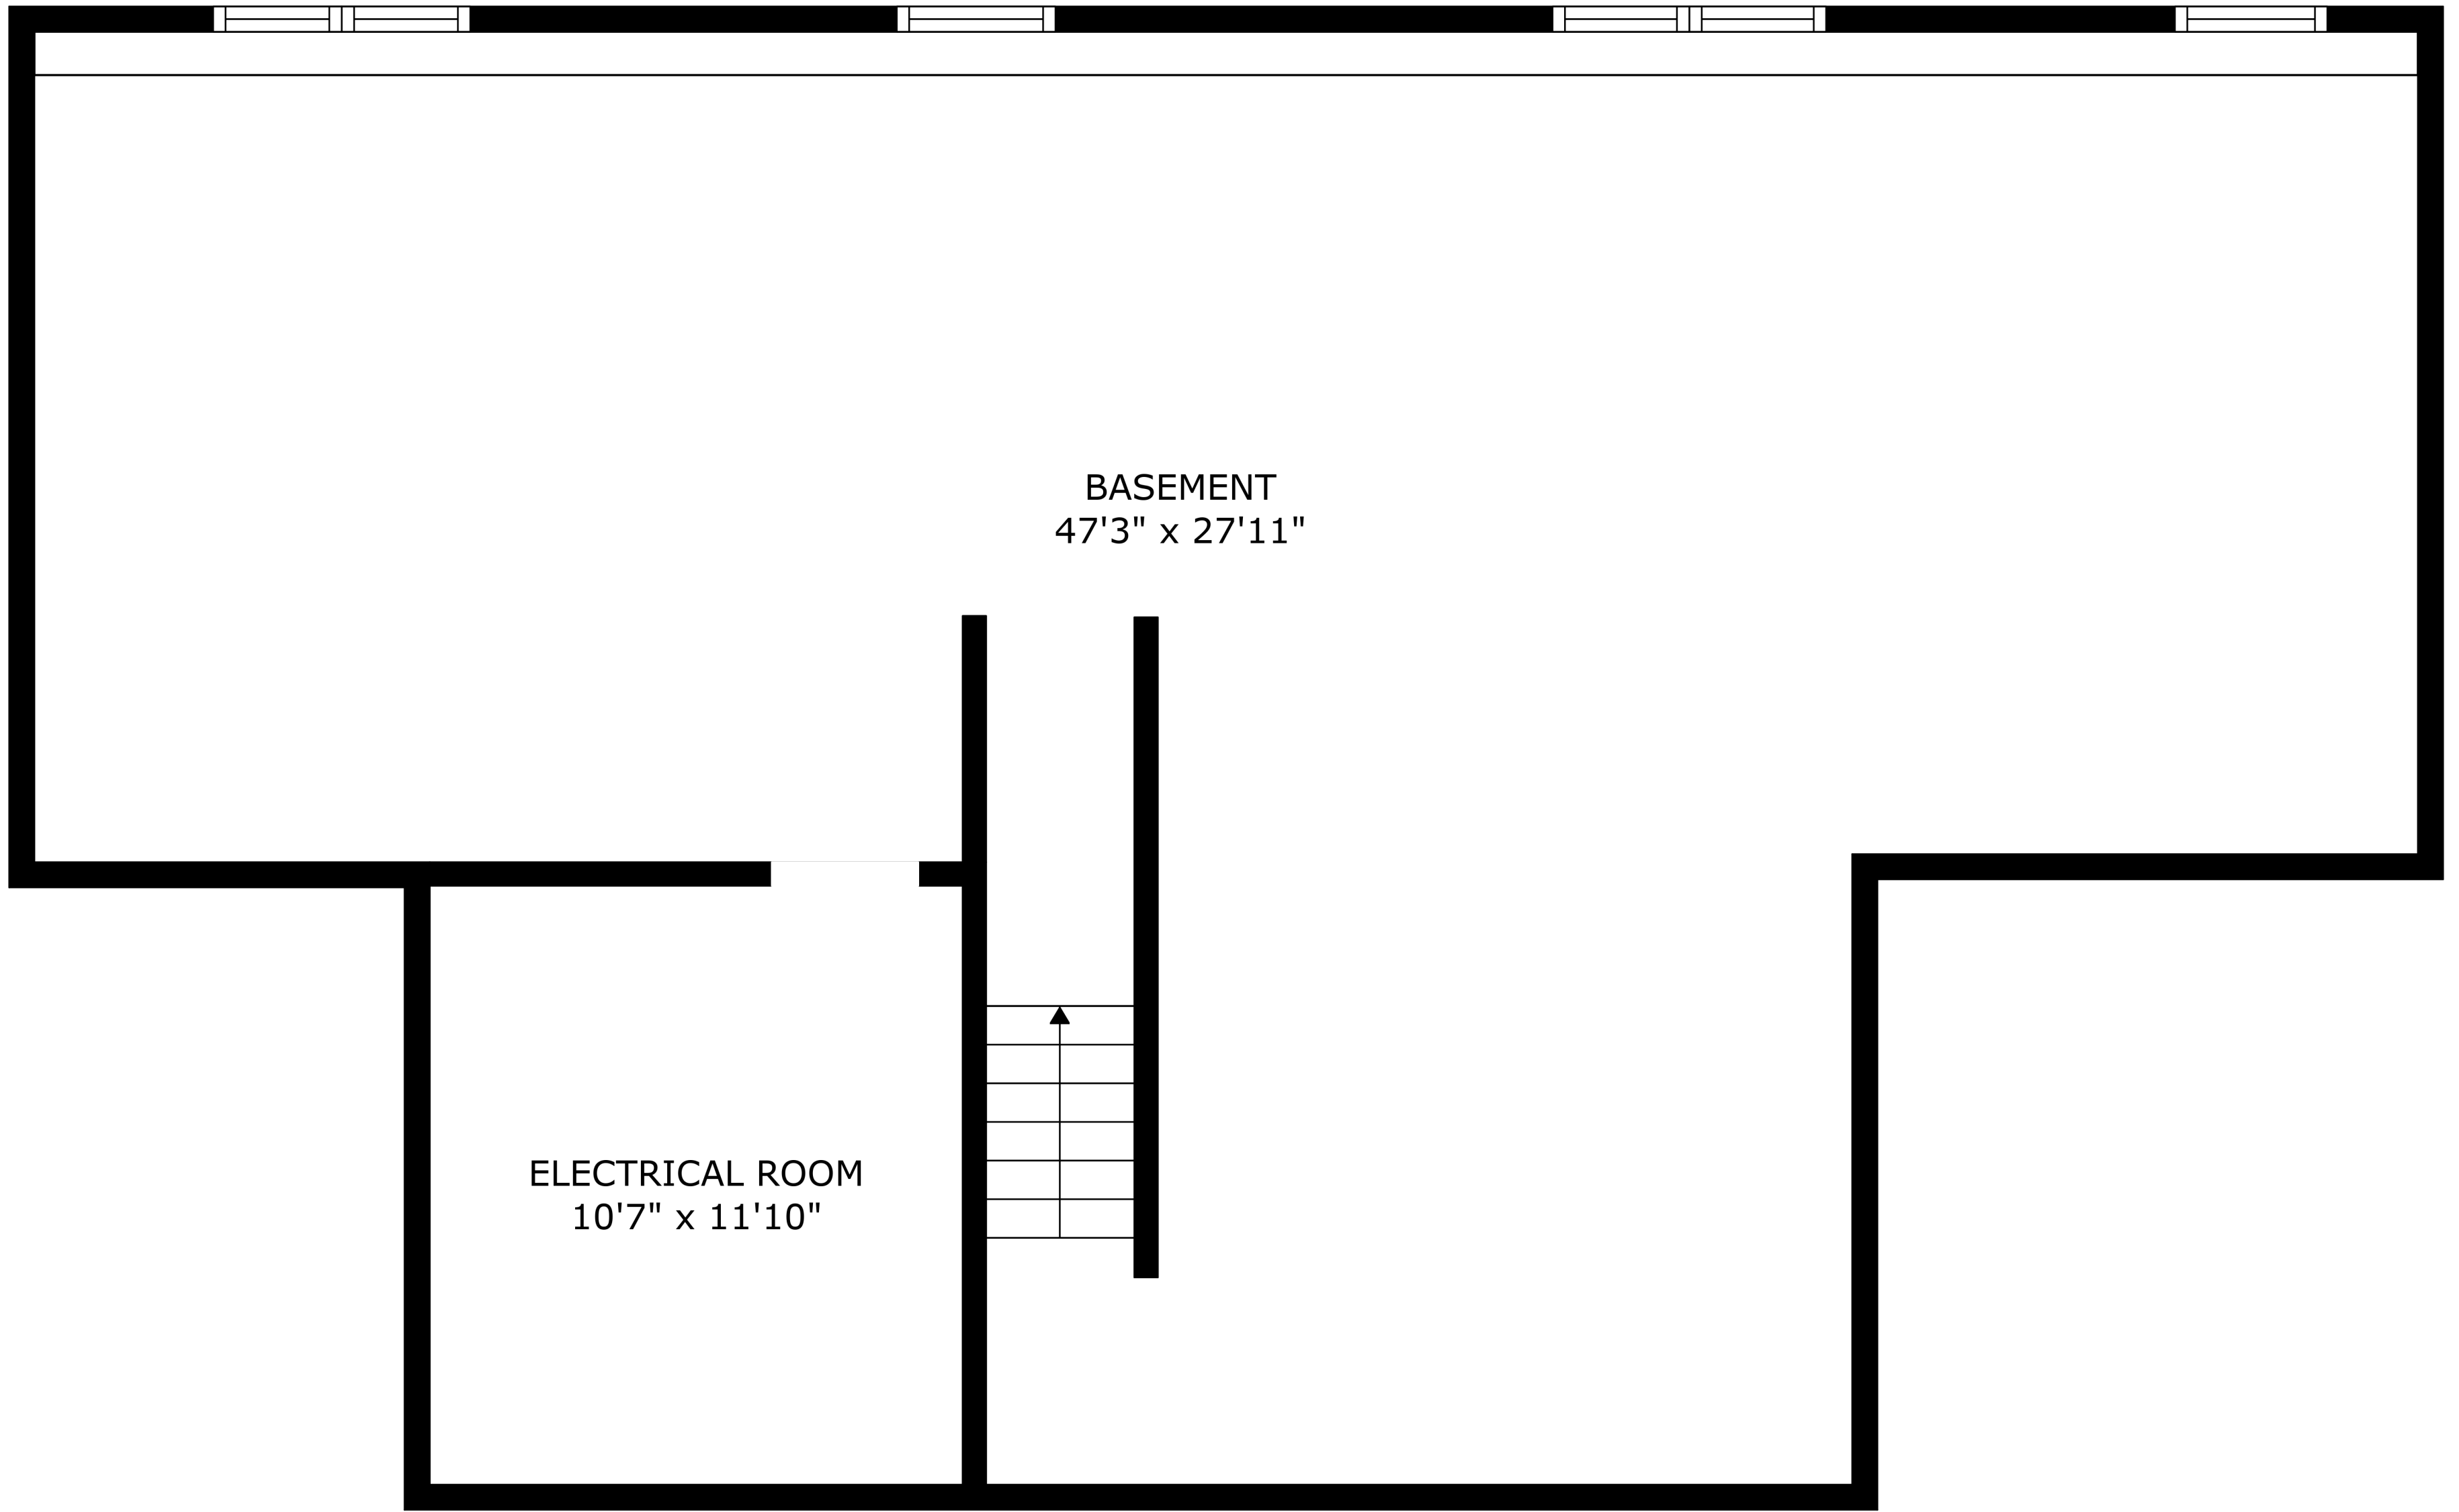 BASEMENT
47'3" x 27'11"
ELECTRICAL ROOM
10'7" x 11'10"